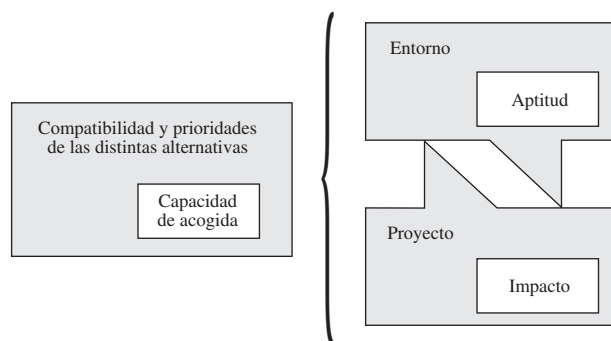 Compatibilidad y prioridades
de las distintas alternativas
Capacidad
de acogida
Entorno
Aptitud
Proyecto
Impacto